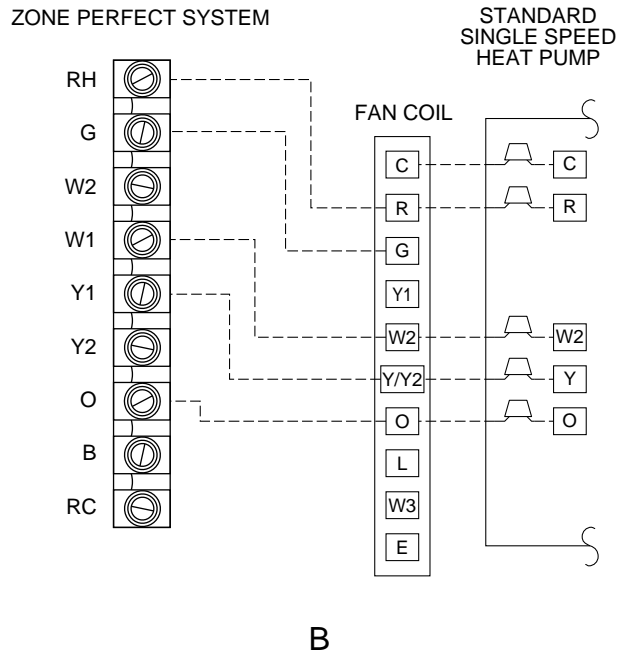 ZONE PERFECT SYSTEM
STANDARD
SINGLE SPEED
HEAT PUMP
RH
G
W2
W1
Y1
Y2
O
B
RC
FAN COIL
C
R
G
Y1
W2
Y/Y2
O
L
W3
E
C
R
W2
Y
O
B